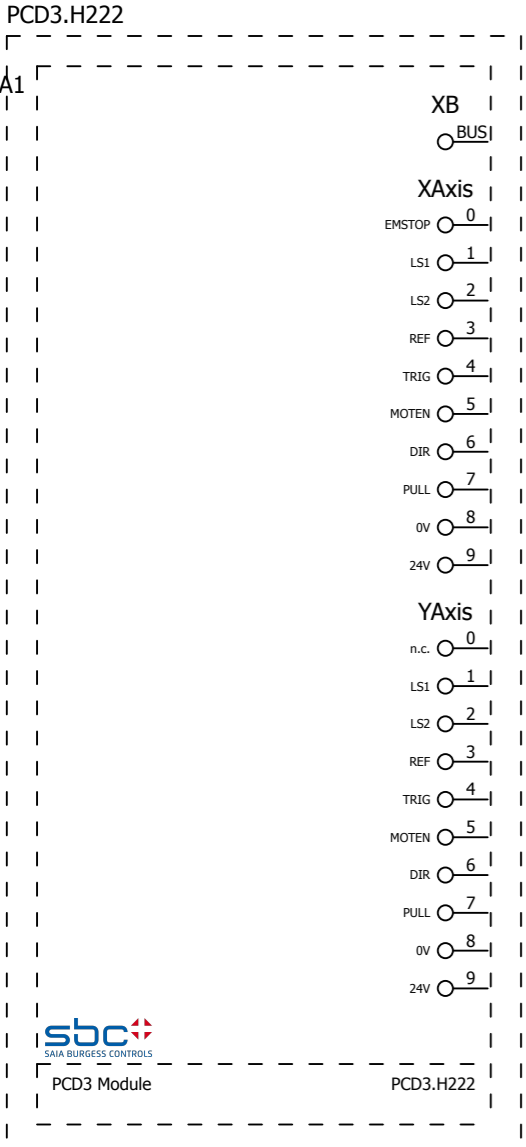 PCD3.H222
A1
XB
BUS
XAxis
EMSTOP 0
LS1 1
LS2 2
REF 3
TRIG 4
MOTEN 5
DIR 6
PULL 7
0V 8
24V 9
YAxis
n.c. 0
LS1 1
LS2 2
REF 3
TRIG 4
MOTEN 5
DIR 6
PULL 7
0V 8
24V 9
sbc
SAIA BURGESS CONTROLS
PCD3 Module PCD3.H222